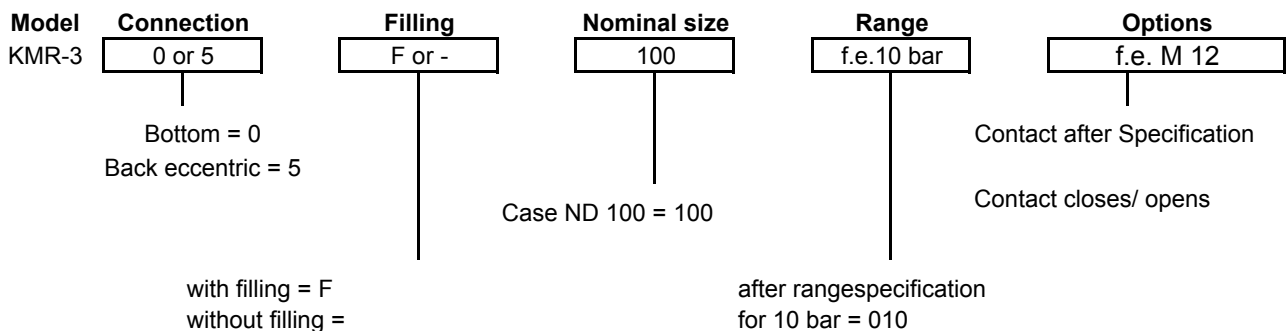 Model Connection Filling Nominal size Range Options
KMR-3 0 or 5 F or - 100 f.e.10 bar f.e. M 12
Bottom = 0 Contact after Specification
Back eccentric = 5
Contact closes/ opens
Case ND 100 = 100
with filling = F after rangespecification
without filling = for 10 bar = 010